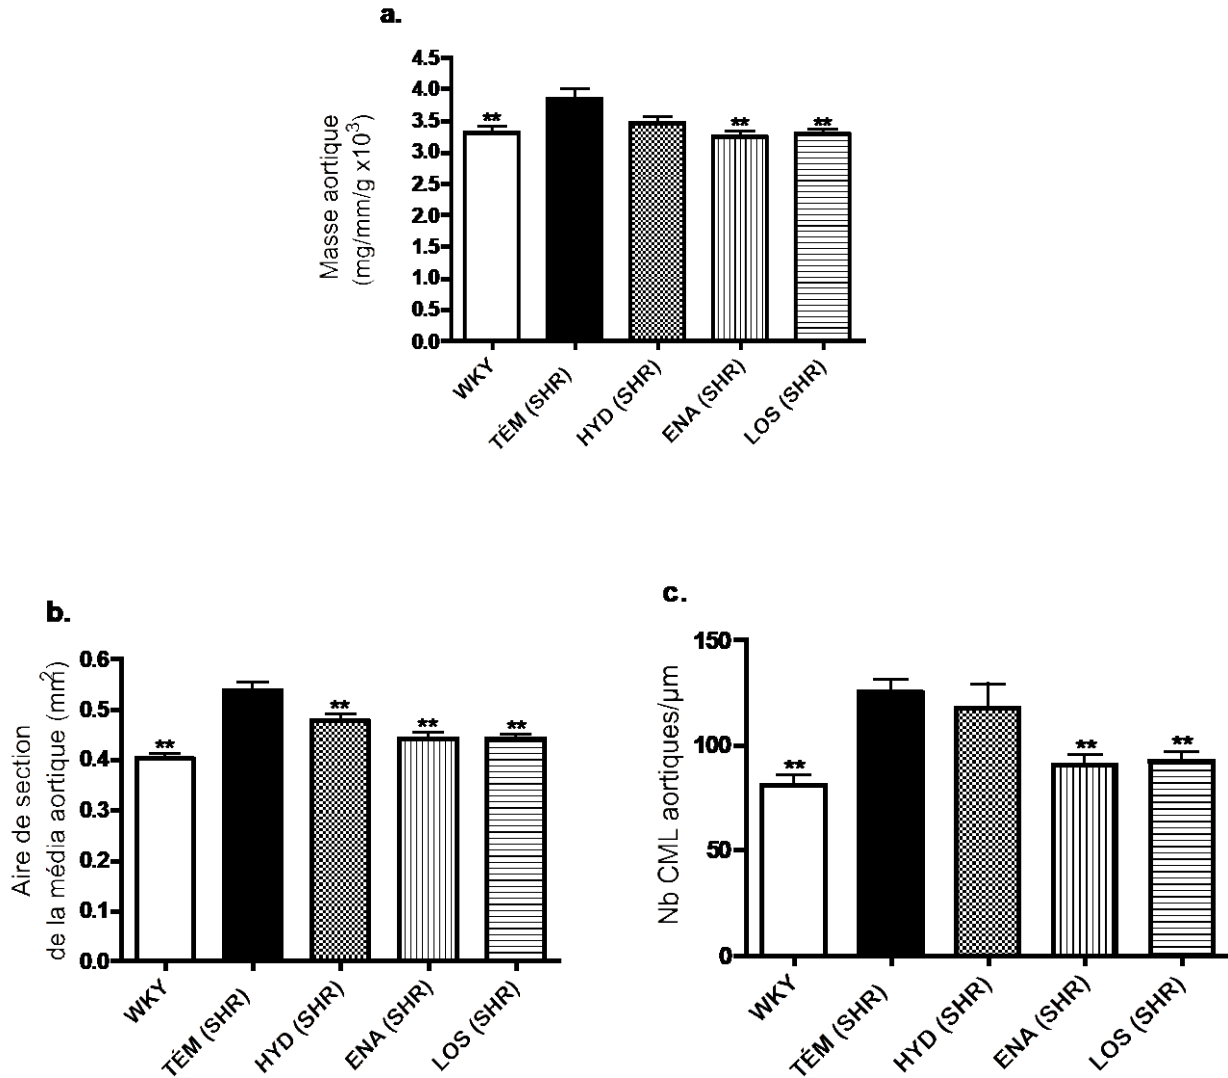 a.
Masse aortique
(mg/mm/g x10³)
4.5
4.0
3.5
3.0
2.5
2.0
1.5
1.0
0.5
0.0
** ** **
WKY
TÉM (SHR)
HYD (SHR)
ENA (SHR)
LOS (SHR)
b.
Aire de section
de la média aortique (mm²)
0.6
0.5
0.4
0.3
0.2
0.1
0.0
** ** ** **
WKY
TÉM (SHR)
HYD (SHR)
ENA (SHR)
LOS (SHR)
c.
Nb CML aortiques/µm
150
100
50
0
** ** **
WKY
TÉM (SHR)
HYD (SHR)
ENA (SHR)
LOS (SHR)